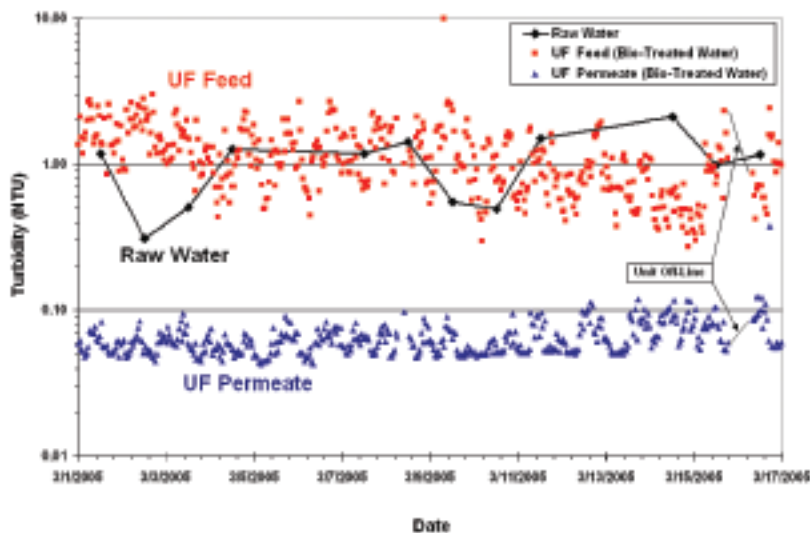 10.00
1.00
0.10
0.01
Turbidity (NTU)
Raw Water
UF Feed (Bio-Treated Water)
UF Permeate (Bio-Treated Water)
UF Feed
Raw Water
Unit Off-Line
UF Permeate
3/1/2005
3/3/2005
3/5/2005
3/7/2005
3/9/2005
3/11/2005
3/13/2005
3/15/2005
3/17/2005
Date